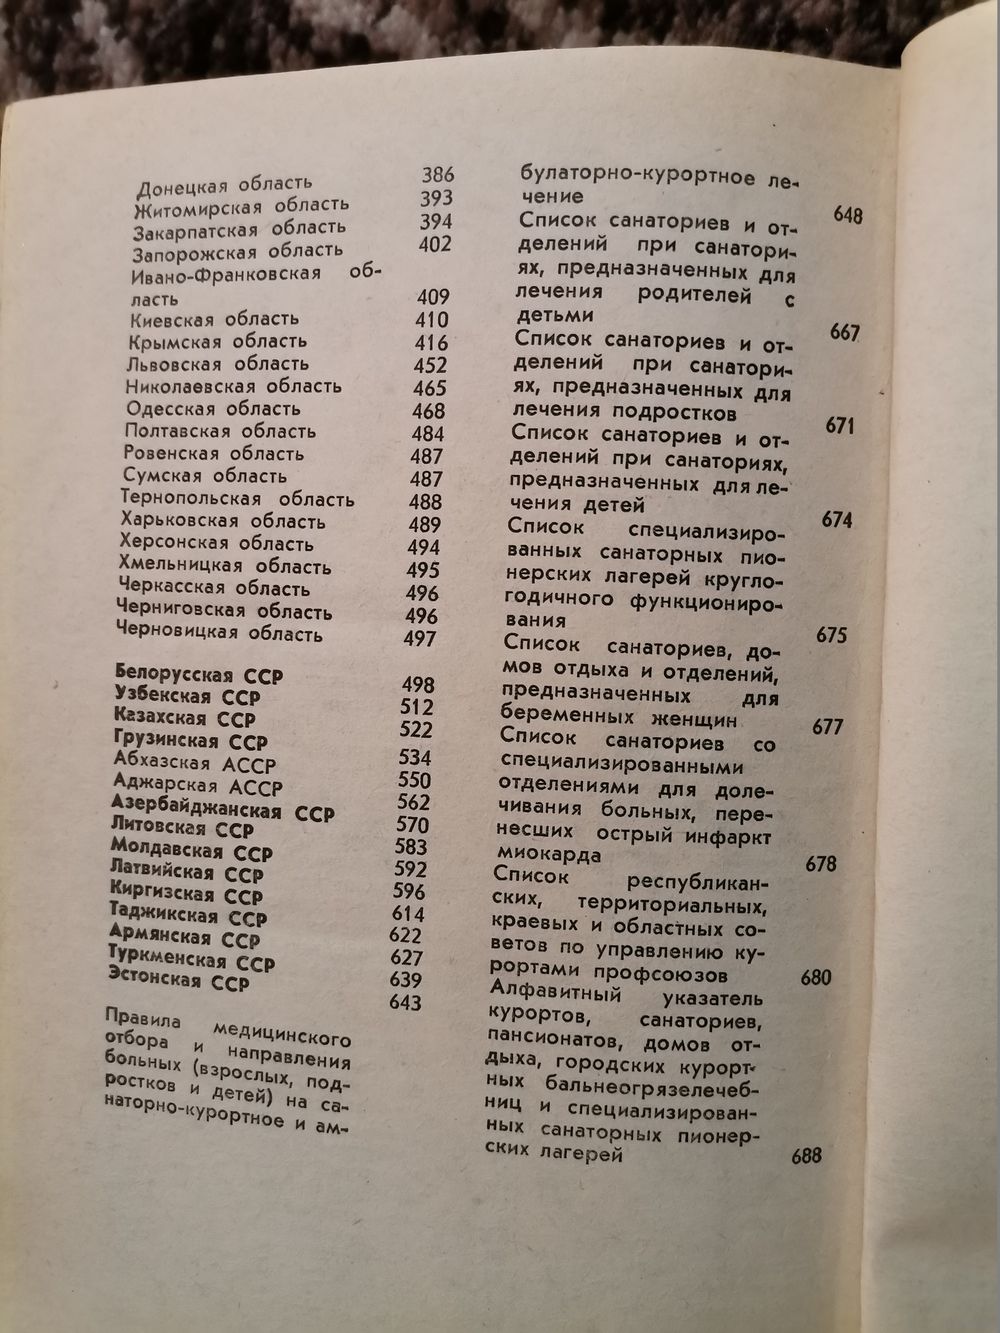 Донецкая область 386
Житомирская область 393
Закарпатская область 394
Запорожская область 402
Ивано-Франковская об-
ласть 409
Киевская область 410
Крымская область 416
Львовская область 452
Николаевская область 465
Одесская область 468
Полтавская область 484
Ровенская область 487
Сумская область 487
Тернопольская область 488
Харьковская область 489
Херсонская область 494
Хмельницкая область 495
Черкасская область 496
Черниговская область 496
Черновицкая область 497
Белорусская ССР 498
Узбекская ССР 512
Казахская ССР 522
Грузинская ССР 534
Абхазская АССР 550
Аджарская АССР 562
Азербайджанская ССР 570
Литовская ССР 583
Молдавская ССР 592
Латвийская ССР 596
Киргизская ССР 614
Таджикская ССР 622
Армянская ССР 627
Туркменская ССР 639
Эстонская ССР 643
Правила медицинского
отбора и направления
больных (взрослых, под-
ростков и детей) на са-
наторно-курортное и ам-
булаторно-курортное ле-
чение 648
Список санаториев и от-
делений при санатори-
ях, предназначенных для
лечения родителей с
детьми 667
Список санаториев и от-
делений при санатори-
ях, предназначенных для
лечения подростков 671
Список санаториев и от-
делений при санаториях,
предназначенных для ле-
чения детей 674
Список специализиро-
ванных санаторных пио-
нерских лагерей кругло-
годичного функциониро-
вания 675
Список санаториев, до-
мов отдыха и отделений,
предназначенных для
беременных женщин 677
Список санаториев со
специализированными
отделениями для доле-
чивания больных, пере-
несших острый инфаркт
миокарда 678
Список республикан-
ских, территориальных,
краевых и областных со-
ветов по управлению ку-
рортами профсоюзов 680
Алфавитный указатель
курортов, санаториев,
пансионатов, домов от-
дыха, городских курорт-
ных бальнеогрязелечеб-
ниц и специализирован-
ных санаторных пионер-
ских лагерей 688